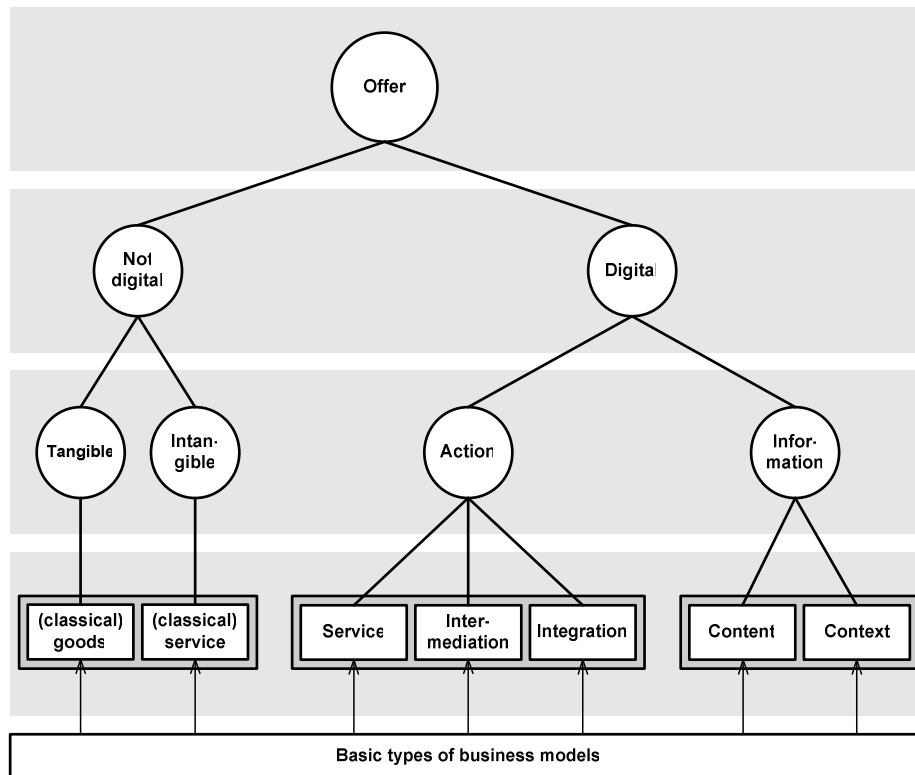 Offer
Not
digital
Digital
Tangible
Intan-
gible
Action
Infor-
mation
(classical)
goods
(classical)
service
Service
Inter-
mediation
Integration
Content
Context
Basic types of business models